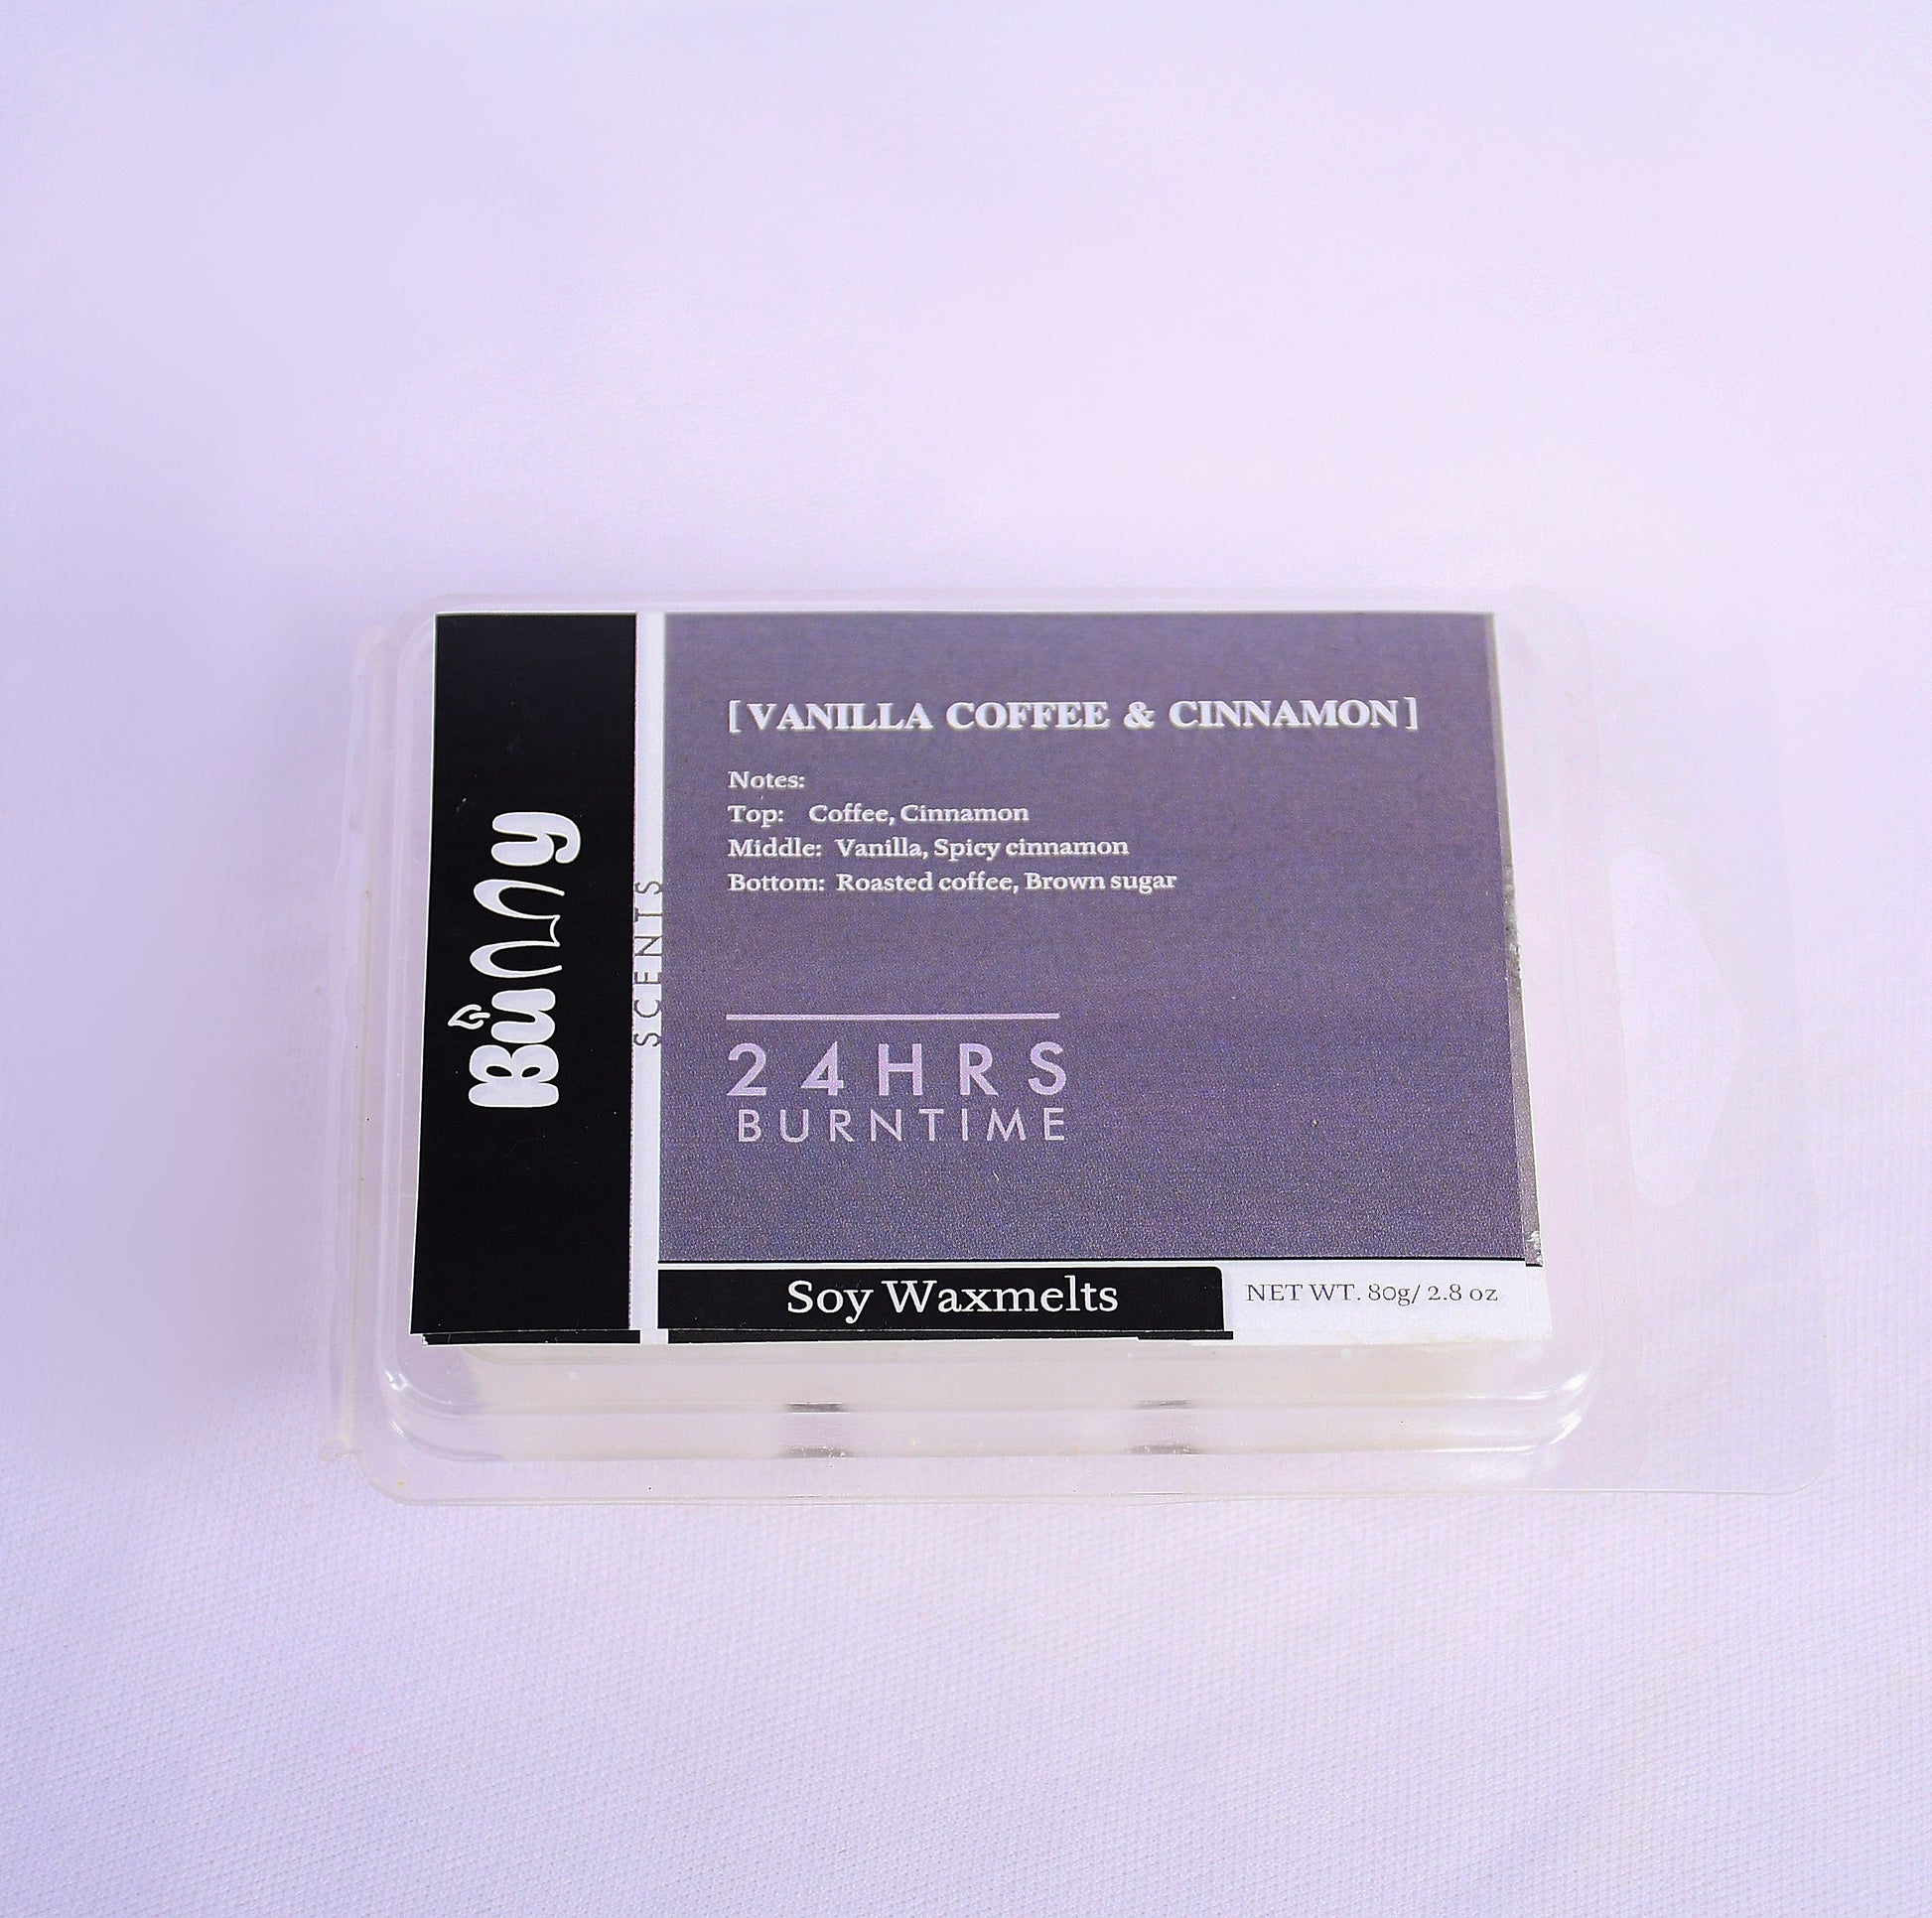 Bunny
SCENTS
[VANILLA COFFEE & CINNAMON]
Notes:
Top: Coffee, Cinnamon
Middle: Vanilla, Spicy cinnamon
Bottom: Roasted coffee, Brown sugar
24HRS
BURNTIME
Soy Waxmelts
NET WT. 80g/ 2.8 oz